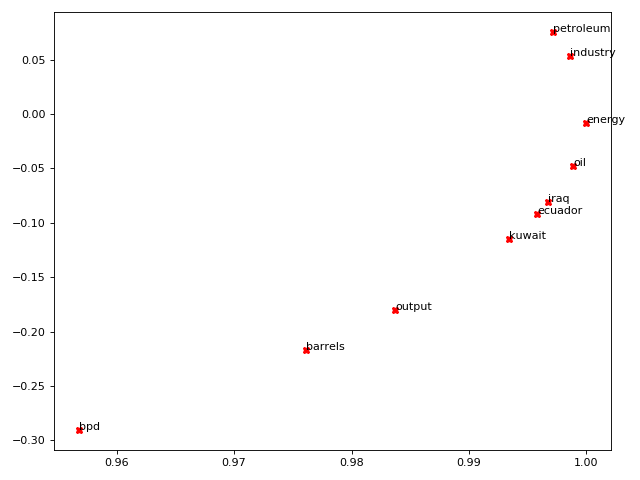 petroleum
industry
energy
oil
iraq
ecuador
kuwait
output
barrels
bpd
0.05
0.00
−0.05
−0.10
−0.15
−0.20
−0.25
−0.30
0.96 0.97 0.98 0.99 1.00